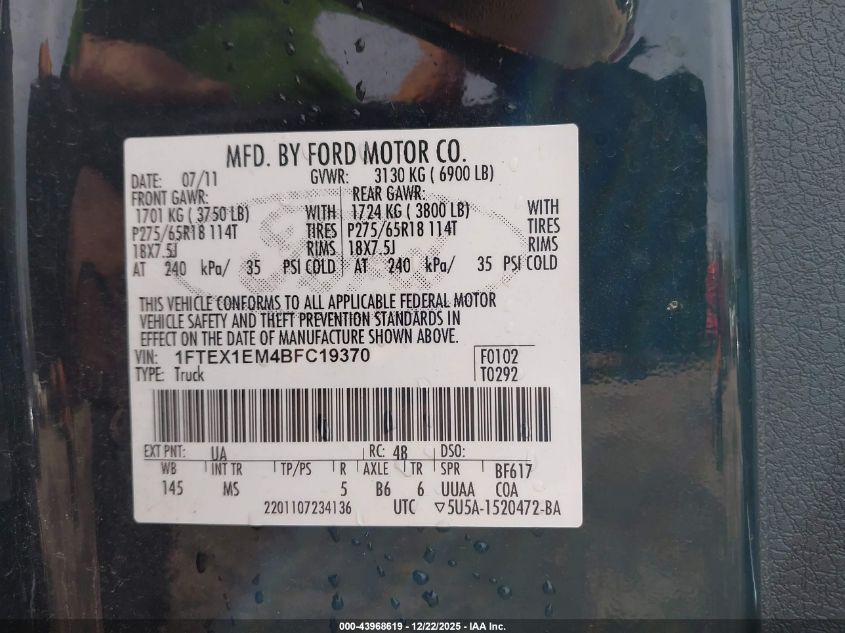 MFD. BY FORD MOTOR CO.
DATE: 07/11 GVWR: 3130 KG ( 6900 LB)
FRONT GAWR: REAR GAWR:
1701 KG ( 3750 LB) WITH 1724 KG ( 3800 LB) WITH
P275/65R18 114T TIRES P275/65R18 114T TIRES
18X7.5J RIMS 18X7.5J RIMS
AT 240 kPa/ 35 PSI COLD AT 240 kPa/ 35 PSI COLD
THIS VEHICLE CONFORMS TO ALL APPLICABLE FEDERAL MOTOR
VEHICLE SAFETY AND THEFT PREVENTION STANDARDS IN
EFFECT ON THE DATE OF MANUFACTURE SHOWN ABOVE.
VIN: 1FTEX1EM4BFC19370 F0102
TYPE: Truck T0292
EXT PNT: UA RC: 48 DSO:
WB INT TR TP/PS R AXLE TR SPR BF617
145 MS 5 B6 6 UUAA COA
2201107234136 UTC ▽5U5A-1520472-BA
000-43968619 - 12/22/2025 - IAA Inc.